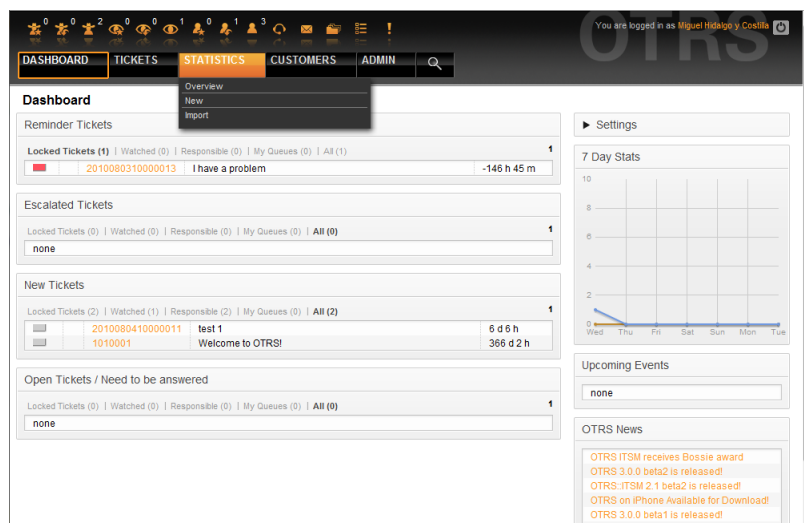 0 0 2 0 0 1 0 1 3
You are logged in as Miguel Hidalgo y Costilla
OTRS
DASHBOARD TICKETS STATISTICS CUSTOMERS ADMIN
Overview
New
Import
Dashboard
Reminder Tickets
Locked Tickets (1) | Watched (0) | Responsible (0) | My Queues (0) | All (1) 1
2010080310000013 I have a problem -146 h 45 m
Escalated Tickets
Locked Tickets (0) | Watched (0) | Responsible (0) | My Queues (0) | All (0) 1
none
New Tickets
Locked Tickets (2) | Watched (1) | Responsible (2) | My Queues (0) | All (2) 1
2010080410000011 test 1 6 d 6 h
1010001 Welcome to OTRS! 366 d 2 h
Open Tickets / Need to be answered
Locked Tickets (0) | Watched (0) | Responsible (0) | My Queues (0) | All (0) 1
none
Settings
7 Day Stats
10
8
6
4
2
0
Wed Thu Fri Sat Sun Mon Tue
Upcoming Events
none
OTRS News
OTRS ITSM receives Bossie award
OTRS 3.0.0 beta2 is released!
OTRS::ITSM 2.1 beta2 is released!
OTRS on iPhone Available for Download!
OTRS 3.0.0 beta1 is released!